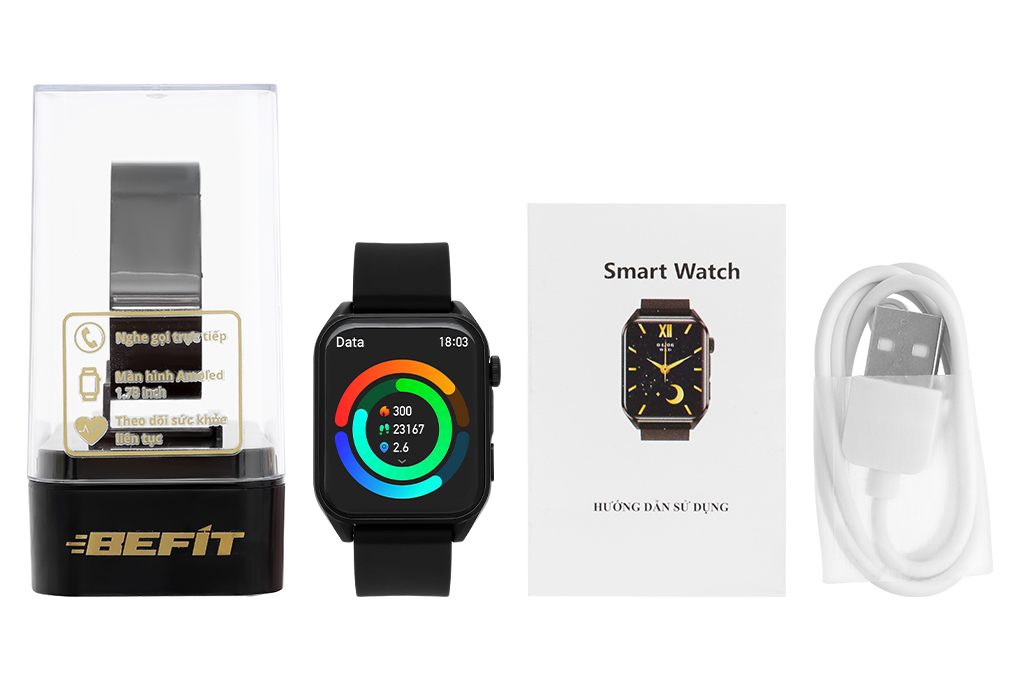 Nghe gọi trực tiếp
Màn hình Amoled
1.78 inch
Theo dõi sức khỏe
liên tục
BEFIT
Data
18:03
300
23167
2.6
Smart Watch
XII
HƯỚNG DẪN SỬ DỤNG